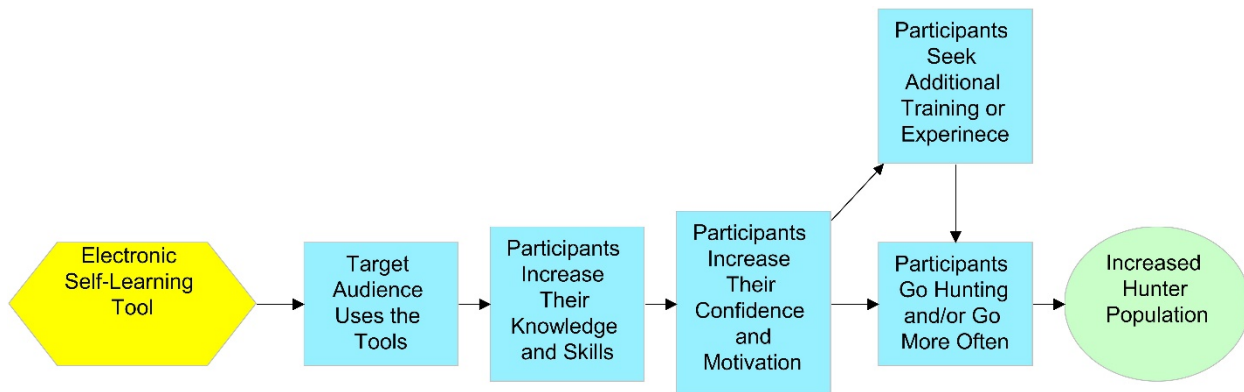 Electronic
Self-Learning
Tool
Target
Audience
Uses the
Tools
Participants
Increase
Their
Knowledge
and Skills
Participants
Increase
Their
Confidence
and
Motivation
Participants
Seek
Additional
Training or
Experinece
Participants
Go Hunting
and/or Go
More Often
Increased
Hunter
Population